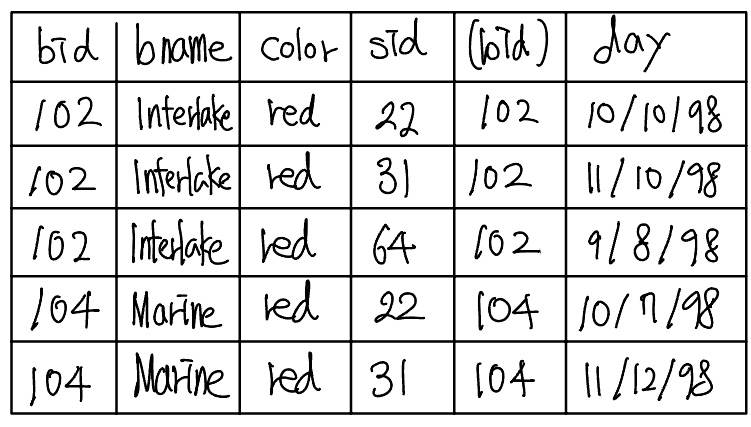 bid bname color sid (bid) day
102 Interlake red 22 102 10/10/98
102 Interlake red 31 102 11/10/98
102 Interlake red 64 102 9/8/98
104 Marine red 22 104 10/7/98
104 Marine red 31 104 11/12/98